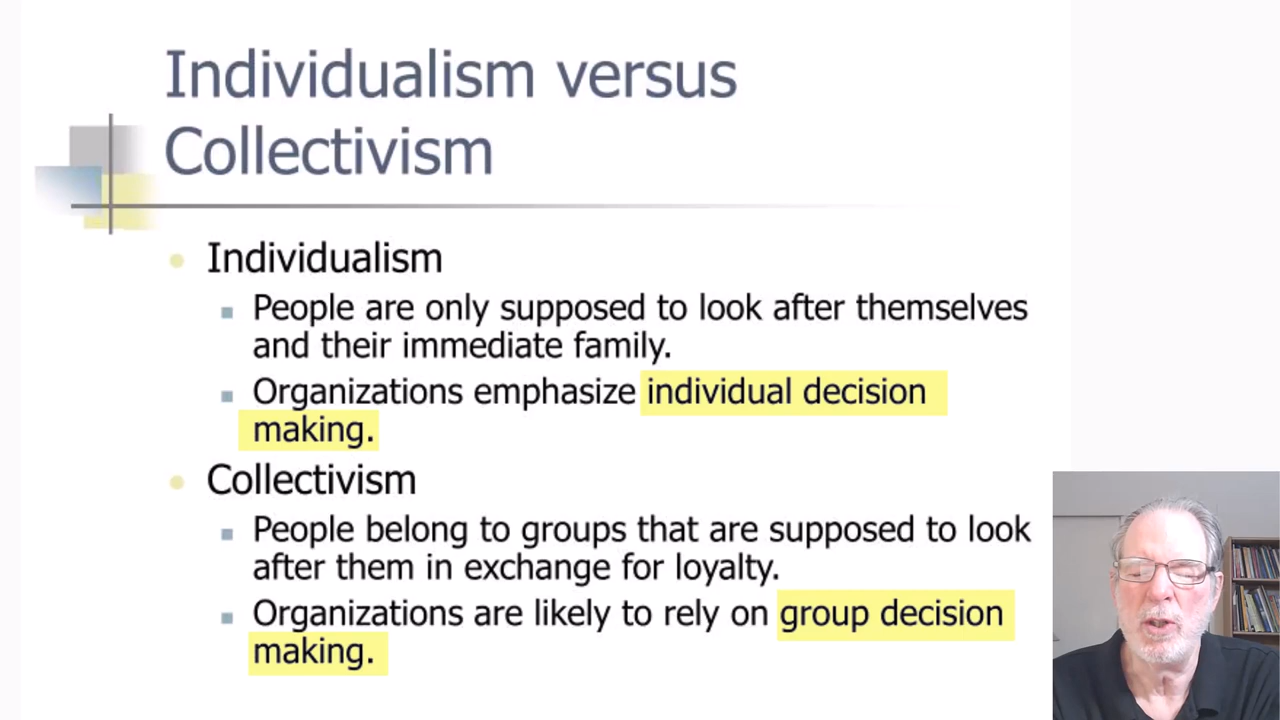 Individualism versus
Collectivism
Individualism
People are only supposed to look after themselves
and their immediate family.
Organizations emphasize individual decision
making.
Collectivism
People belong to groups that are supposed to look
after them in exchange for loyalty.
Organizations are likely to rely on group decision
making.